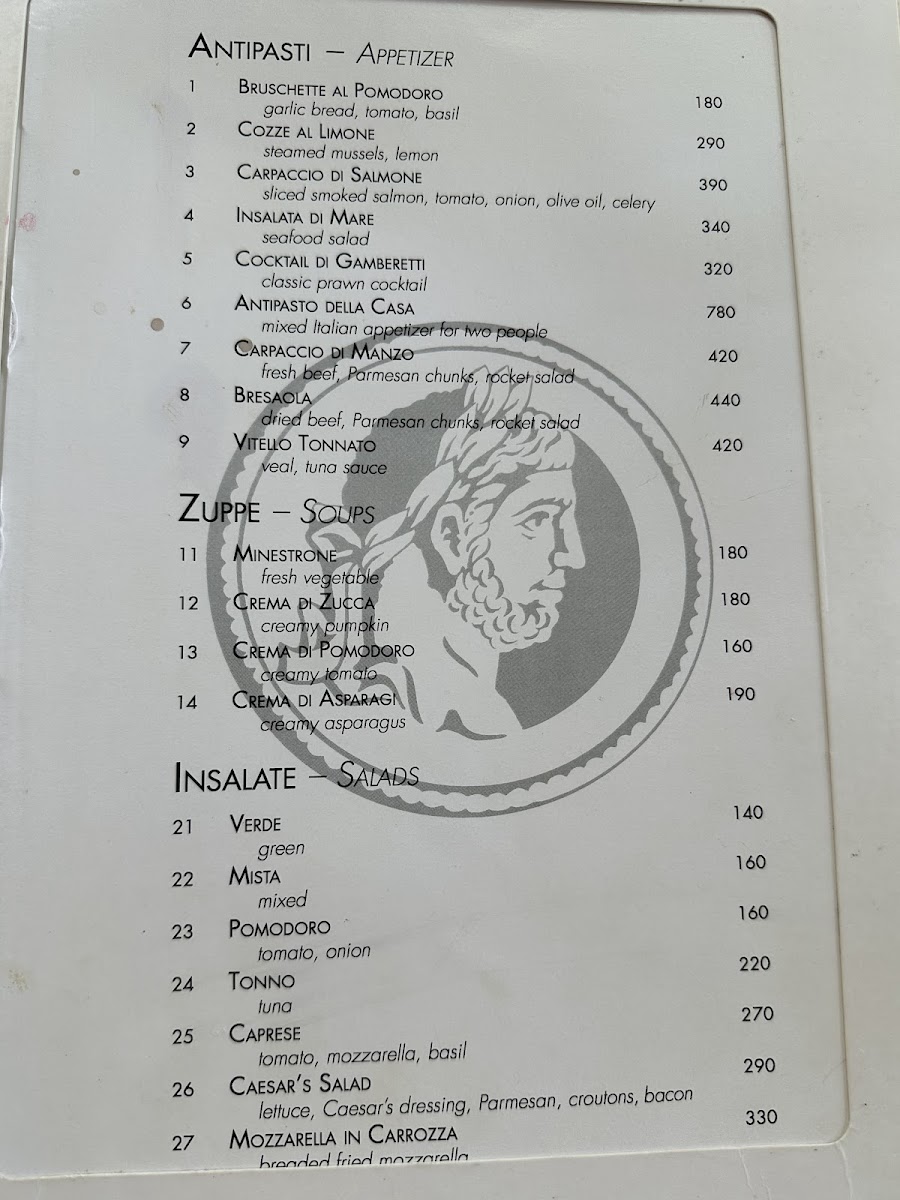 ANTIPASTI – APPETIZER
1 BRUSCHETTE AL POMODORO 180
garlic bread, tomato, basil
2 COZZE AL LIMONE 290
steamed mussels, lemon
3 CARPACCIO DI SALMONE 390
sliced smoked salmon, tomato, onion, olive oil, celery
4 INSALATA DI MARE 340
seafood salad
5 COCKTAIL DI GAMBERETTI 320
classic prawn cocktail
6 ANTIPASTO DELLA CASA 780
mixed Italian appetizer for two people
7 CARPACCIO DI MANZO 420
fresh beef, Parmesan chunks, rocket salad
8 BRESAOLA 440
dried beef, Parmesan chunks, rocket salad
9 VITELLO TONNATO 420
veal, tuna sauce
ZUPPE – SOUPS
11 MINESTRONE 180
fresh vegetable
12 CREMA DI ZUCCA 180
creamy pumpkin
13 CREMA DI POMODORO 160
creamy tomato
14 CREMA DI ASPARAGI 190
creamy asparagus
INSALATE – SALADS
21 VERDE 140
green
22 MISTA 160
mixed
23 POMODORO 160
tomato, onion
24 TONNO 220
tuna
25 CAPRESE 270
tomato, mozzarella, basil
26 CAESAR'S SALAD 290
lettuce, Caesar's dressing, Parmesan, croutons, bacon
27 MOZZARELLA IN CARROZZA 330
breaded fried mozzarella